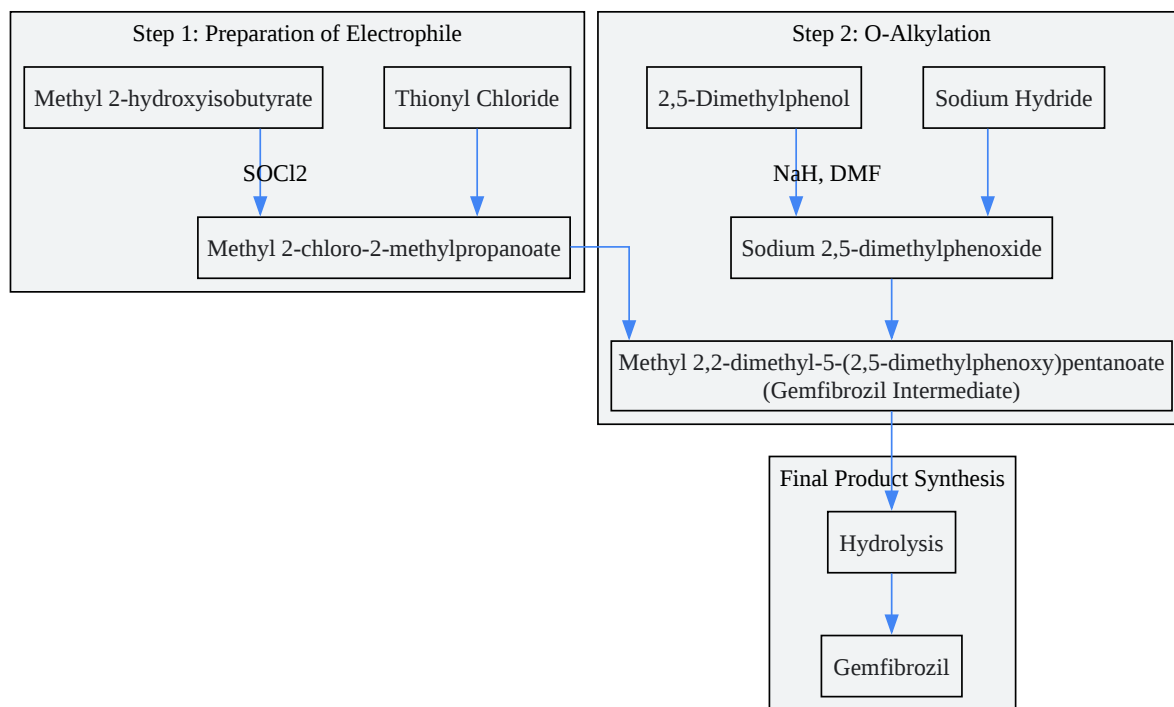 Step 1: Preparation of Electrophile
Methyl 2-hydroxyisobutyrate
Thionyl Chloride
SOCl2
Methyl 2-chloro-2-methylpropanoate
Step 2: O-Alkylation
2,5-Dimethylphenol
Sodium Hydride
NaH, DMF
Sodium 2,5-dimethylphenoxide
Methyl 2,2-dimethyl-5-(2,5-dimethylphenoxy)pentanoate
(Gemfibrozil Intermediate)
Final Product Synthesis
Hydrolysis
Gemfibrozil